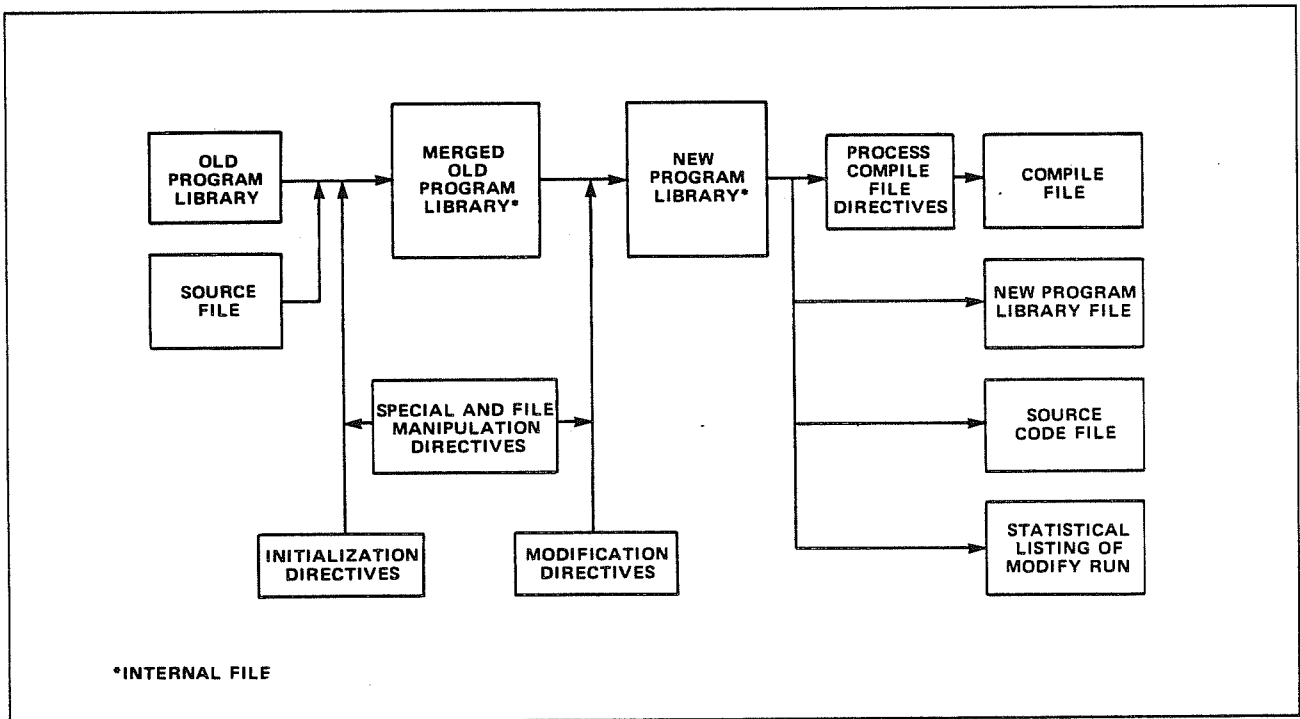 OLD
PROGRAM
LIBRARY
MERGED
OLD
PROGRAM
LIBRARY*
NEW
PROGRAM
LIBRARY*
PROCESS
COMPILE
FILE
DIRECTIVES
COMPILE
FILE
SOURCE
FILE
NEW PROGRAM
LIBRARY FILE
SPECIAL AND FILE
MANIPULATION
DIRECTIVES
SOURCE
CODE FILE
INITIALIZATION
DIRECTIVES
MODIFICATION
DIRECTIVES
STATISTICAL
LISTING OF
MODIFY RUN
*INTERNAL FILE